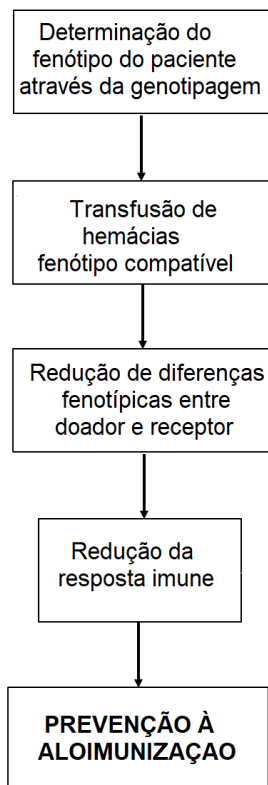 Determinação do
fenótipo do paciente
através da genotipagem
Transfusão de
hemácias
fenótipo compatível
Redução de diferenças
fenotípicas entre
doador e receptor
Redução da
resposta imune
PREVENÇÃO À
ALOIMUNIZAÇAO